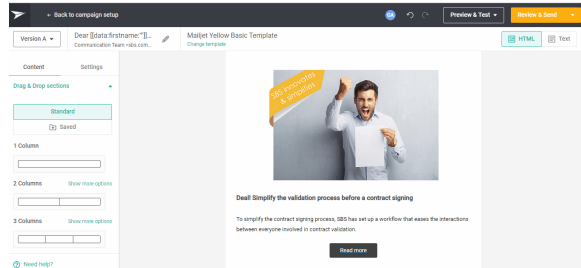 ← Back to compaign setup
GA
Preview & Test
Review & Send
Version A
Dear [[data:firstname:""]]...
Communication Team <sbs.com...
Mailjet Yellow Basic Template
Change template
HTML
Text
Content
Settings
Drag & Drop sections
Standard
Saved
1 Column
2 Columns
Show more options
3 Columns
Show more options
Need help?
SBS innovates
& simplifies
Deal! Simplify the validation process before a contract signing
To simplify the contract signing process, SBS has set up a workflow that eases the interactions
between everyone involved in contract validation.
Read more